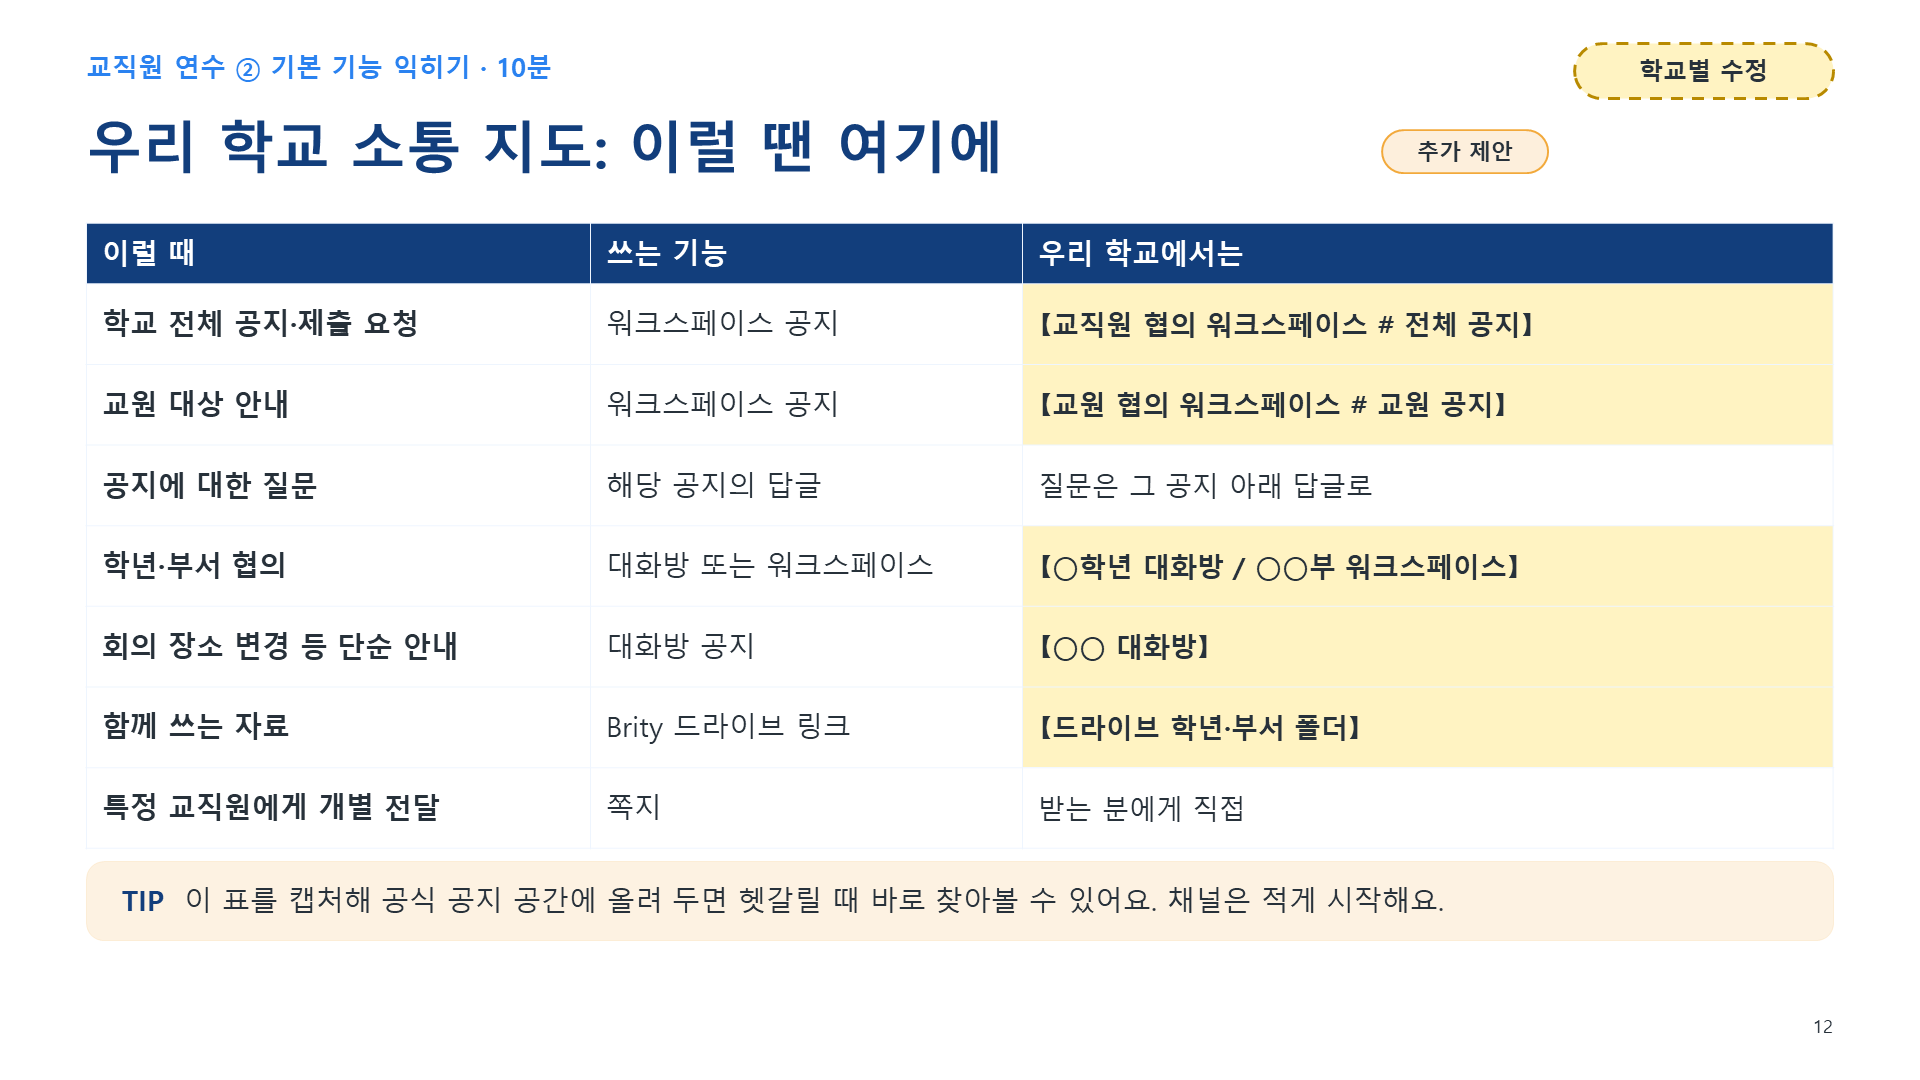 교직원 연수 ② 기본 기능 익히기 · 10분
학교별 수정
우리 학교 소통 지도: 이럴 땐 여기에
추가 제안
이럴 때 쓰는 기능 우리 학교에서는
학교 전체 공지·제출 요청 워크스페이스 공지 【교직원 협의 워크스페이스 # 전체 공지】
교원 대상 안내 워크스페이스 공지 【교원 협의 워크스페이스 # 교원 공지】
공지에 대한 질문 해당 공지의 답글 질문은 그 공지 아래 답글로
학년·부서 협의 대화방 또는 워크스페이스 【○학년 대화방 / ○○부 워크스페이스】
회의 장소 변경 등 단순 안내 대화방 공지 【○○ 대화방】
함께 쓰는 자료 Brity 드라이브 링크 【드라이브 학년·부서 폴더】
특정 교직원에게 개별 전달 쪽지 받는 분에게 직접
TIP 이 표를 캡처해 공식 공지 공간에 올려 두면 헷갈릴 때 바로 찾아볼 수 있어요. 채널은 적게 시작해요.
12